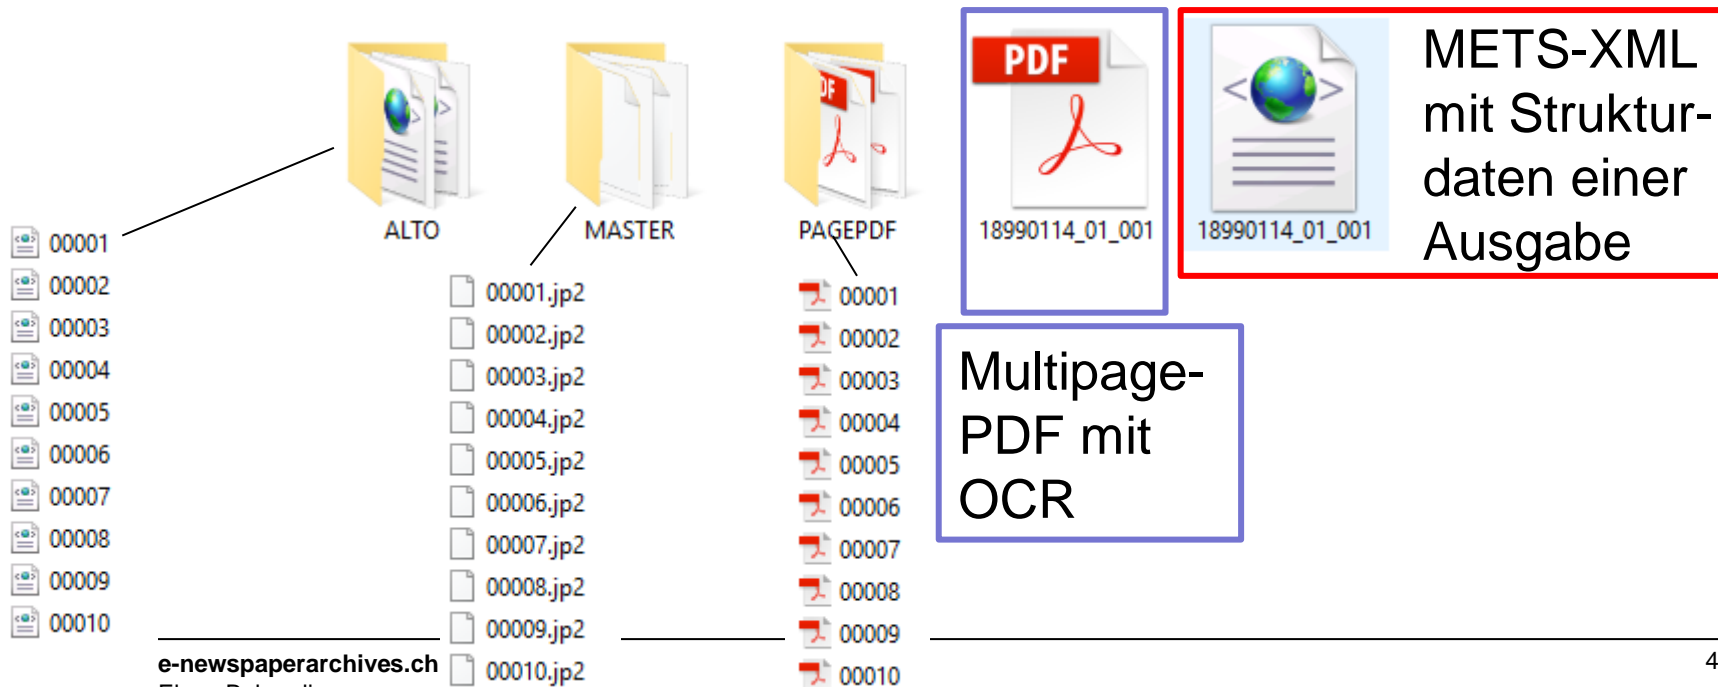 PDF
PDF
METS-XML
mit Struktur-
daten einer
Ausgabe
ALTO
MASTER
PAGEPDF
18990114_01_001
18990114_01_001
00001
00002
00003
00004
00005
00006
00007
00008
00009
00010
00001.jp2
00002.jp2
00003.jp2
00004.jp2
00005.jp2
00006.jp2
00007.jp2
00008.jp2
00009.jp2
00010.jp2
00001
00002
00003
00004
00005
00006
00007
00008
00009
00010
Multipage-
PDF mit
OCR
e-newspaperarchives.ch
4